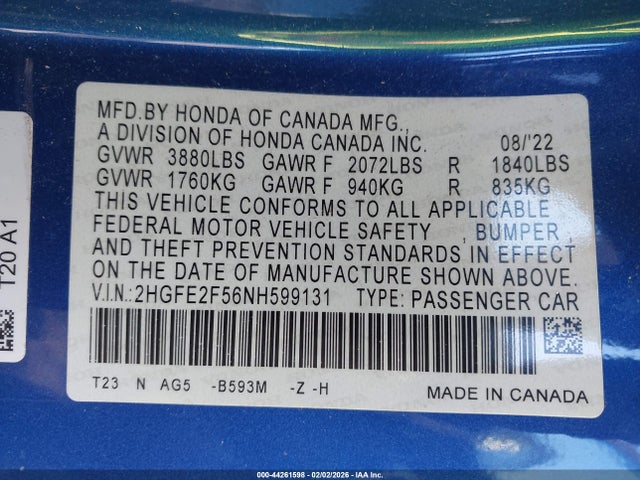 MFD.BY HONDA OF CANADA MFG.,
A DIVISION OF HONDA CANADA INC. 08/'22
GVWR 3880LBS GAWR F 2072LBS R 1840LBS
GVWR 1760KG GAWR F 940KG R 835KG
THIS VEHICLE CONFORMS TO ALL APPLICABLE
FEDERAL MOTOR VEHICLE SAFETY , BUMPER ,
AND THEFT PREVENTION STANDARDS IN EFFECT
ON THE DATE OF MANUFACTURE SHOWN ABOVE.
V.I.N.: 2HGFE2F56NH599131 TYPE: PASSENGER CAR
T23 N AG5 -B593M -Z -H MADE IN CANADA
T20 A1
000-44261598 - 02/02/2026 - IAA Inc.